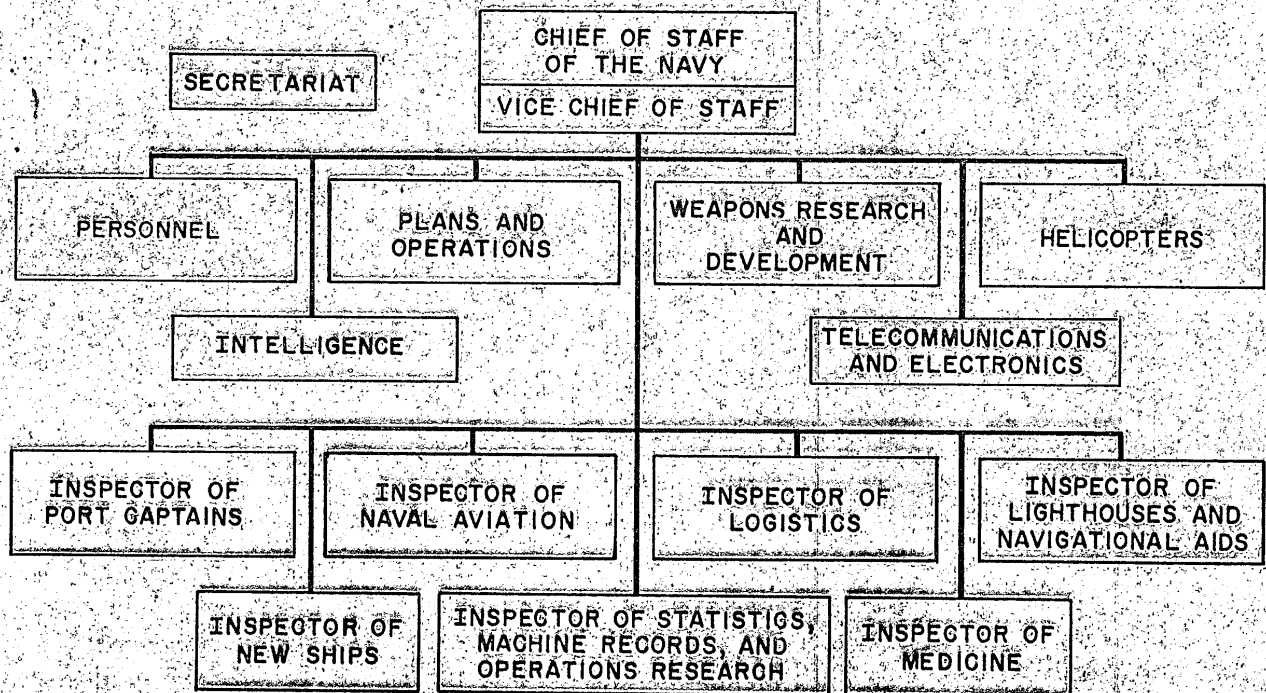 CHIEF OF STAFF
OF THE NAVY
SECRETARIAT
VICE CHIEF OF STAFF
PERSONNEL
PLANS AND
OPERATIONS
WEAPONS RESEARCH
AND
DEVELOPMENT
HELICOPTERS
INTELLIGENCE
TELECOMMUNICATIONS
AND ELECTRONICS
INSPECTOR OF
PORT CAPTAINS
INSPECTOR OF
NAVAL AVIATION
INSPECTOR OF
LOGISTICS
INSPECTOR OF
LIGHTHOUSES AND
NAVIGATIONAL AIDS
INSPECTOR OF
NEW SHIPS
INSPECTOR OF STATISTICS,
MACHINE RECORDS, AND
OPERATIONS RESEARCH
INSPECTOR OF
MEDICINE